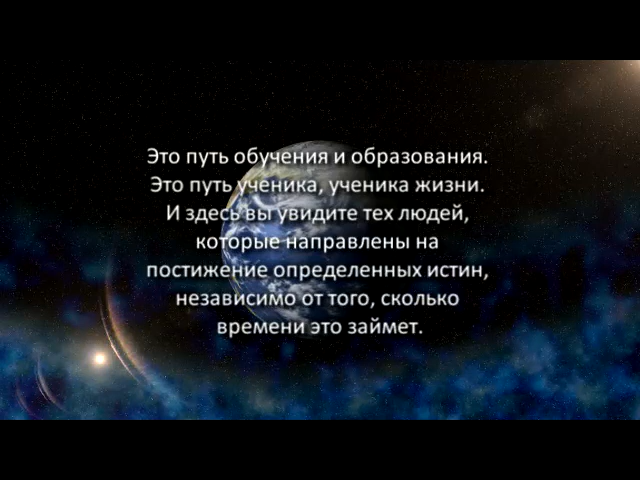 Это путь обучения и образования.
Это путь ученика, ученика жизни.
И здесь вы увидите тех людей,
которые направлены на
постижение определенных истин,
независимо от того, сколько
времени это займет.